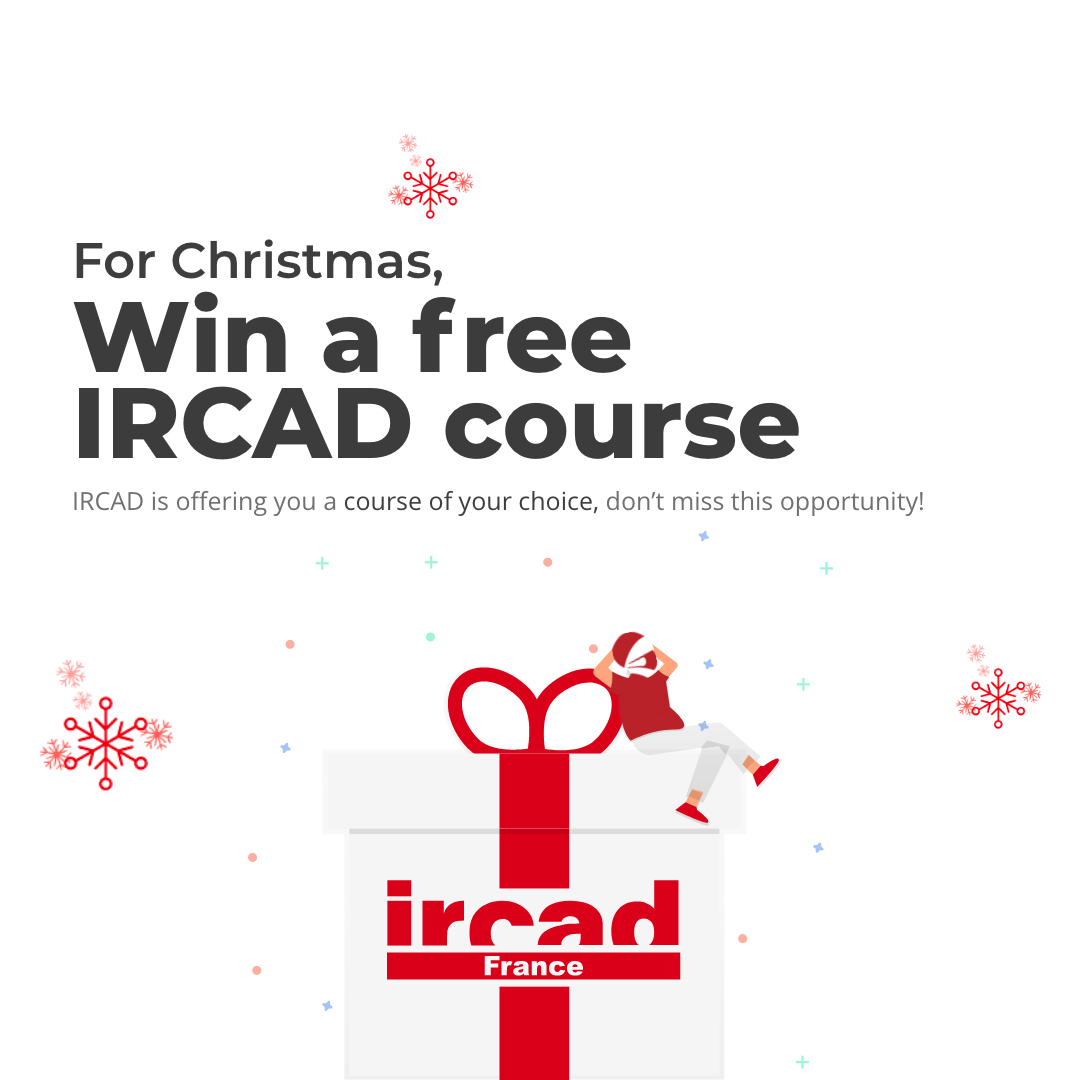 For Christmas,
Win a free
IRCAD course
IRCAD is offering you a course of your choice, don't miss this opportunity!
ircad
France